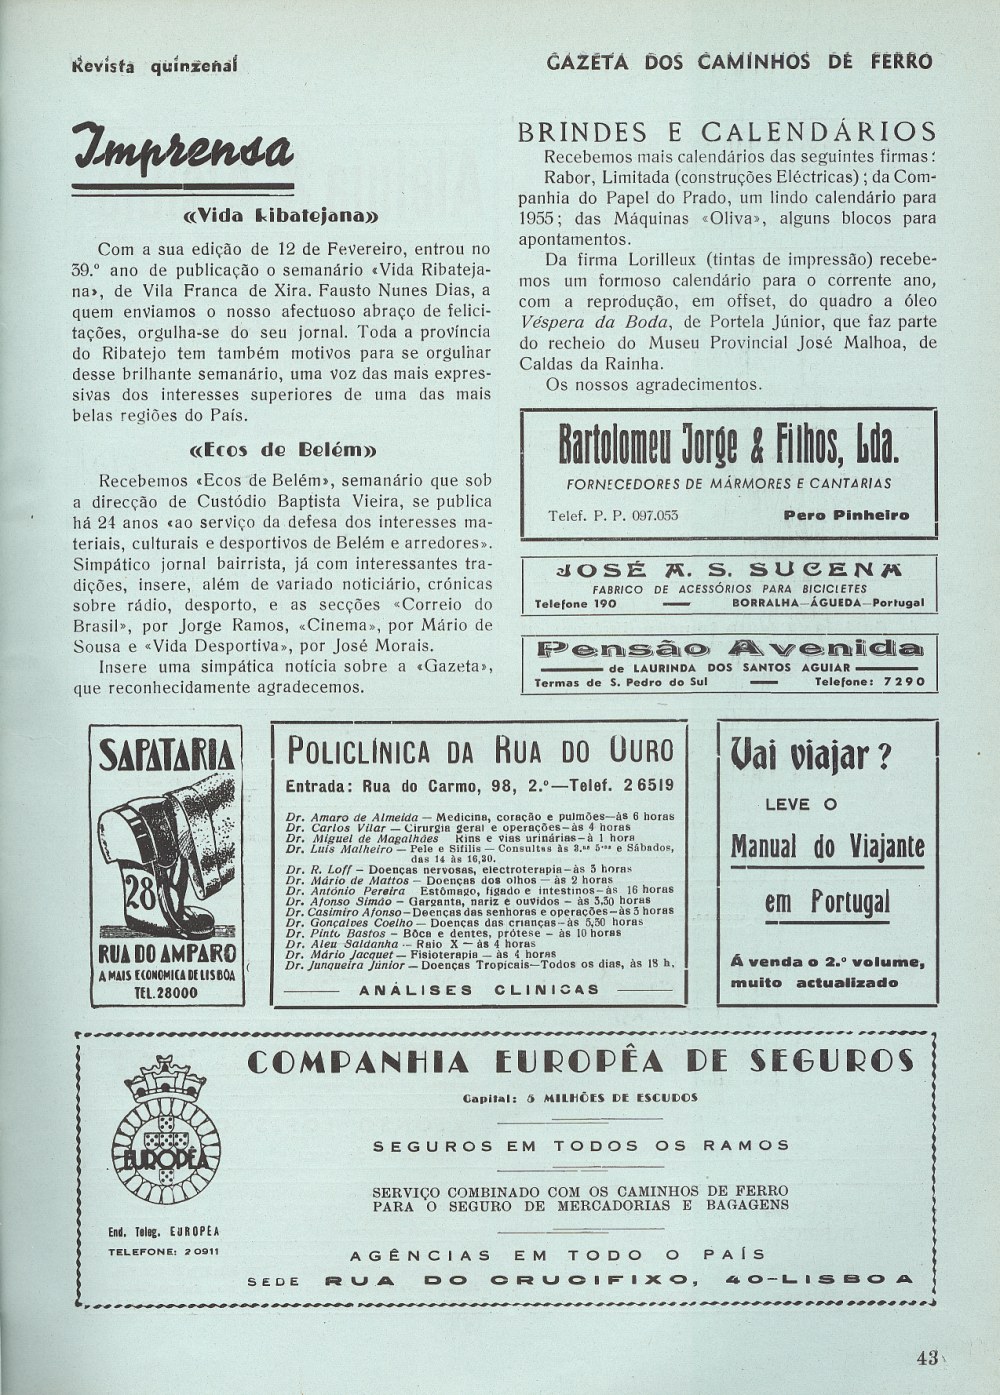 Revista quinzenal
GAZETA DOS CAMINHOS DE FERRO
Imprensa
«Vida Ribatejana»
Com a sua edição de 12 de Fevereiro, entrou no
39.º ano de publicação o semanário «Vida Ribateja-
na», de Vila Franca de Xira. Fausto Nunes Dias, a
quem enviamos o nosso afectuoso abraço de felici-
tações, orgulha-se do seu jornal. Toda a província
do Ribatejo tem também motivos para se orgulhar
desse brilhante semanário, uma voz das mais expres-
sivas dos interesses superiores de uma das mais
belas regiões do País.
«Ecos de Belém»
Recebemos «Ecos de Belém», semanário que sob
a direcção de Custódio Baptista Vieira, se publica
há 24 anos «ao serviço da defesa dos interesses ma-
teriais, culturais e desportivos de Belém e arredores».
Simpático jornal bairrista, já com interessantes tra-
dições, insere, além de variado noticiário, crónicas
sobre rádio, desporto, e as secções «Correio do
Brasil», por Jorge Ramos, «Cinema», por Mário de
Sousa e «Vida Desportiva», por José Morais.
Insere uma simpática notícia sobre a «Gazeta»,
que reconhecidamente agradecemos.
BRINDES E CALENDÁRIOS
Recebemos mais calendários das seguintes firmas:
Rabor, Limitada (construções Eléctricas); da Com-
panhia do Papel do Prado, um lindo calendário para
1955; das Máquinas «Oliva», alguns blocos para
apontamentos.
Da firma Lorilleux (tintas de impressão) recebe-
mos um formoso calendário para o corrente ano,
com a reprodução, em offset, do quadro a óleo
Véspera da Boda, de Portela Júnior, que faz parte
do recheio do Museu Provincial José Malhoa, de
Caldas da Rainha.
Os nossos agradecimentos.
Bartolomeu Jorge & Filhos, Lda.
FORNECEDORES DE MÁRMORES E CANTARIAS
Telef. P. P. 097.053 Pero Pinheiro
JOSÉ A. S. SUCENA
FABRICO DE ACESSÓRIOS PARA BICICLETES
Telefone 190 — BORRALHA—ÁGUEDA—Portugal
Pensão Avenida
de LAURINDA DOS SANTOS AGUIAR
Termas de S. Pedro do Sul — Telefone: 7290
SAPATARIA
28
RUA DO AMPARO
A MAIS ECONOMICA DE LISBOA
TEL. 28000
POLICLÍNICA DA RUA DO OURO
Entrada: Rua do Carmo, 98, 2.º—Telef. 26519
Dr. Amaro de Almeida — Medicina, coração e pulmões—às 6 horas
Dr. Carlos Vilar — Cirurgia geral e operações—às 4 horas
Dr. Miguel de Magalhães Rins e vias urinárias—à 1 hora
Dr. Luís Malheiro — Pele e Sífilis — Consultas às 3.as 5.as e Sábados,
das 14 às 16,30.
Dr. R. Loff — Doenças nervosas, electroterapia—às 3 horas
Dr. Mário de Mattos — Doenças dos olhos — às 2 horas
Dr. António Pereira Estômago, fígado e intestinos—às 16 horas
Dr. Afonso Simão — Garganta, nariz e ouvidos — às 3,30 horas
Dr. Casimiro Afonso—Doenças das senhoras e operações—às 3 horas
Dr. Gonçalves Coelho — Doenças das crianças—às 5,30 horas
Dr. Pinto Bastos — Bôca e dentes, prótese — às 10 horas
Dr. Aleu Saldanha — Raio X — às 4 horas
Dr. Mário Jacquet — Fisioterapia — às 4 horas
Dr. Junqueira Júnior — Doenças Tropicais—Todos os dias, às 18 h.
ANÁLISES CLINICAS
Vai viajar?
LEVE O
Manual do Viajante
em Portugal
Á venda o 2.º volume,
muito actualizado
COMPANHIA EUROPÊA DE SEGUROS
Capital: 5 MILHÕES DE ESCUDOS
SEGUROS EM TODOS OS RAMOS
SERVIÇO COMBINADO COM OS CAMINHOS DE FERRO
PARA O SEGURO DE MERCADORIAS E BAGAGENS
AGÊNCIAS EM TODO O PAÍS
SEDE RUA DO CRUCIFIXO, 40—LISBOA
EUROPÊA
End. Teleg. EUROPEA
TELEFONE: 20911
43